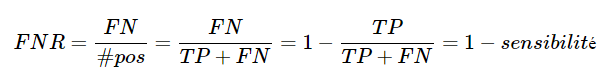 FNR = FN / #pos = FN / (TP + FN) = 1 − TP / (TP + FN) = 1 − sensibilité